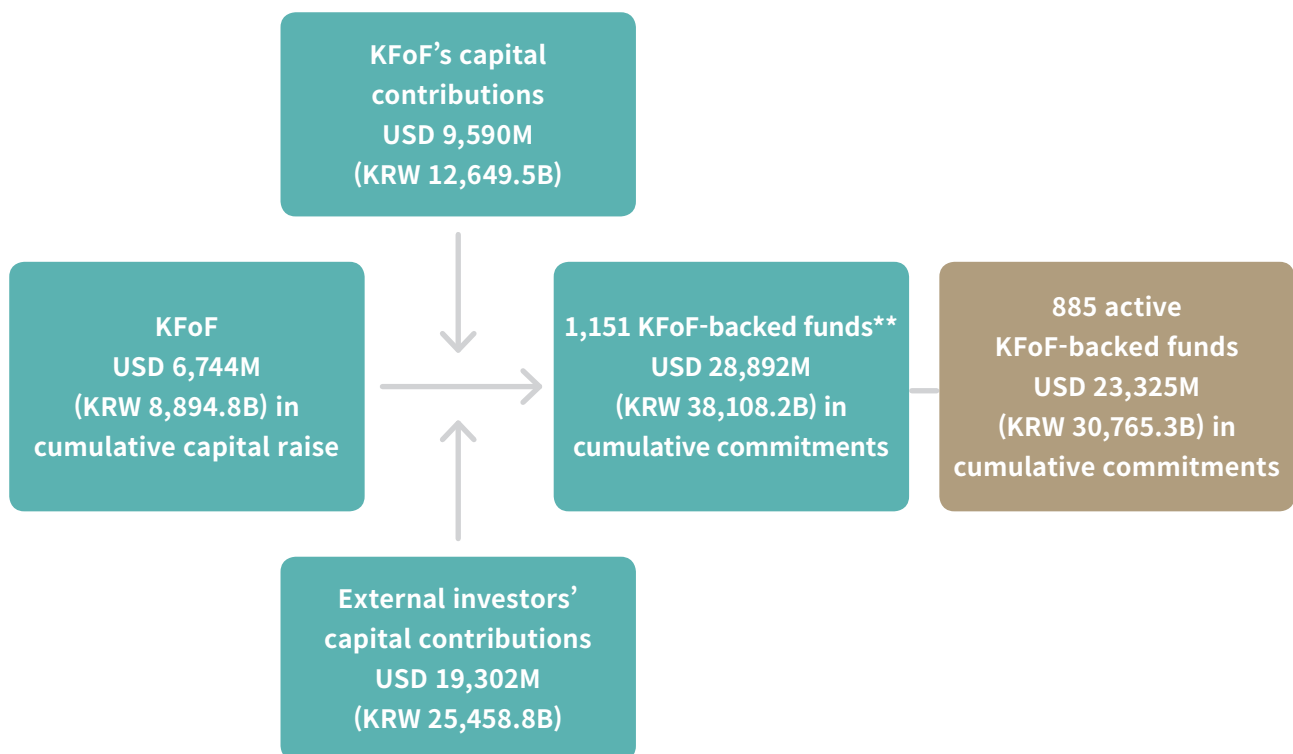 KFoF’s capital
contributions
USD 9,590M
(KRW 12,649.5B)
KFoF
USD 6,744M
(KRW 8,894.8B) in
cumulative capital raise
1,151 KFoF-backed funds**
USD 28,892M
(KRW 38,108.2B) in
cumulative commitments
885 active
KFoF-backed funds
USD 23,325M
(KRW 30,765.3B) in
cumulative commitments
External investors’
capital contributions
USD 19,302M
(KRW 25,458.8B)